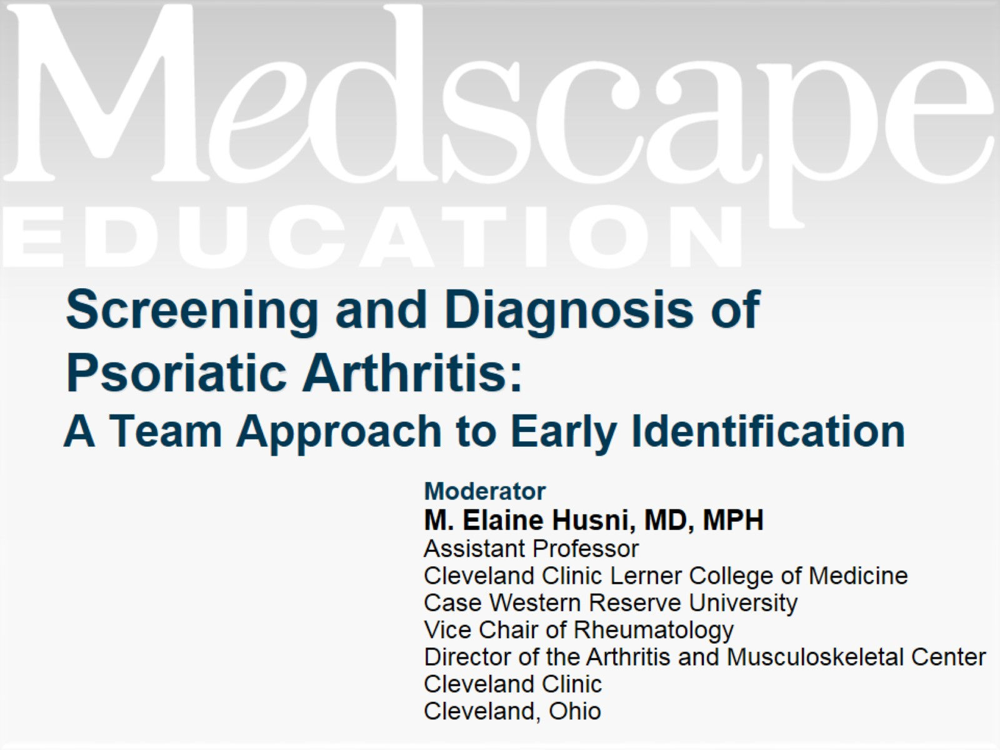 Medscape
EDUCATION
Screening and Diagnosis of
Psoriatic Arthritis:
A Team Approach to Early Identification
Moderator
M. Elaine Husni, MD, MPH
Assistant Professor
Cleveland Clinic Lerner College of Medicine
Case Western Reserve University
Vice Chair of Rheumatology
Director of the Arthritis and Musculoskeletal Center
Cleveland Clinic
Cleveland, Ohio